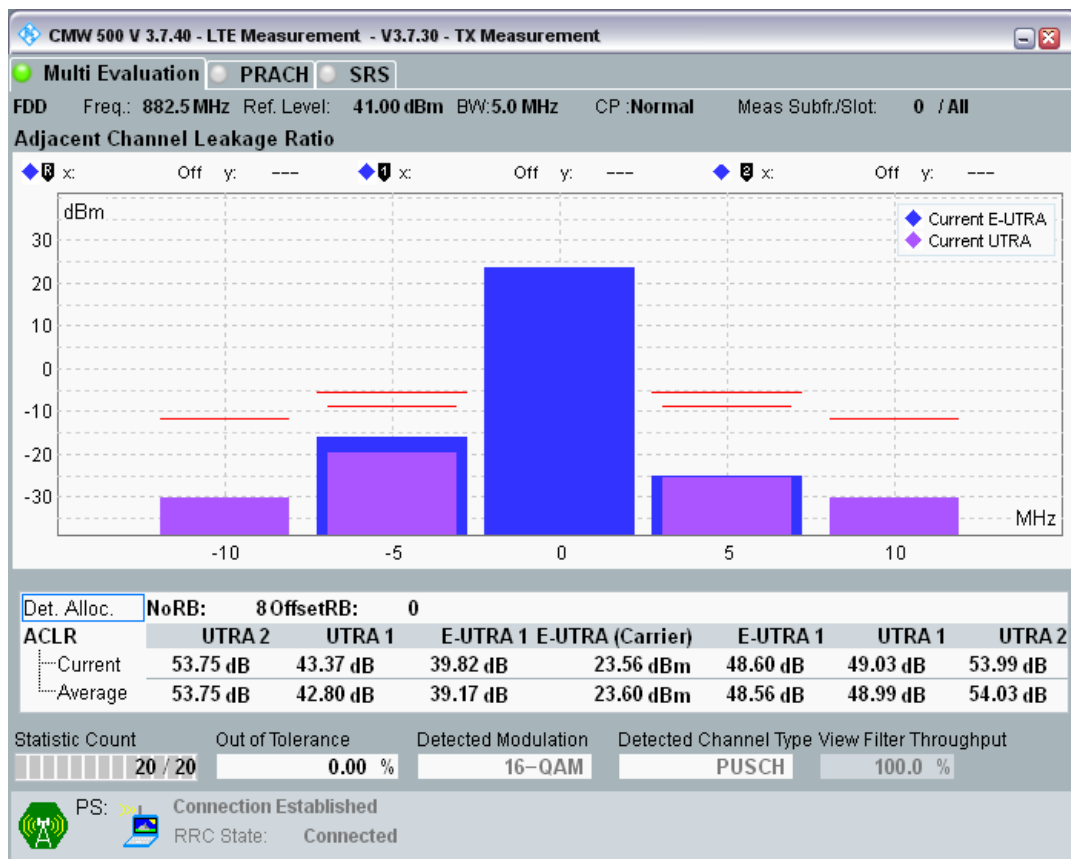 CMW 500 V 3.7.40 - LTE Measurement - V3.7.30 - TX Measurement
Multi Evaluation PRACH SRS
FDD Freq.: 882.5 MHz Ref. Level: 41.00 dBm BW:5.0 MHz CP :Normal Meas Subfr./Slot: 0 / All
Adjacent Channel Leakage Ratio
R x: Off y: --- 1 x: Off y: --- 2 x: Off y: ---
dBm
Current E-UTRA
Current UTRA
30
20
10
0
-10
-20
-30
MHz
-10 -5 0 5 10
Det. Alloc. NoRB: 8 OffsetRB: 0
ACLR UTRA 2 UTRA 1 E-UTRA 1 E-UTRA (Carrier) E-UTRA 1 UTRA 1 UTRA 2
Current 53.75 dB 43.37 dB 39.82 dB 23.56 dBm 48.60 dB 49.03 dB 53.99 dB
Average 53.75 dB 42.80 dB 39.17 dB 23.60 dBm 48.56 dB 48.99 dB 54.03 dB
Statistic Count Out of Tolerance Detected Modulation Detected Channel Type View Filter Throughput
20 / 20 0.00 % 16-QAM PUSCH 100.0 %
PS: Connection Established
RRC State: Connected